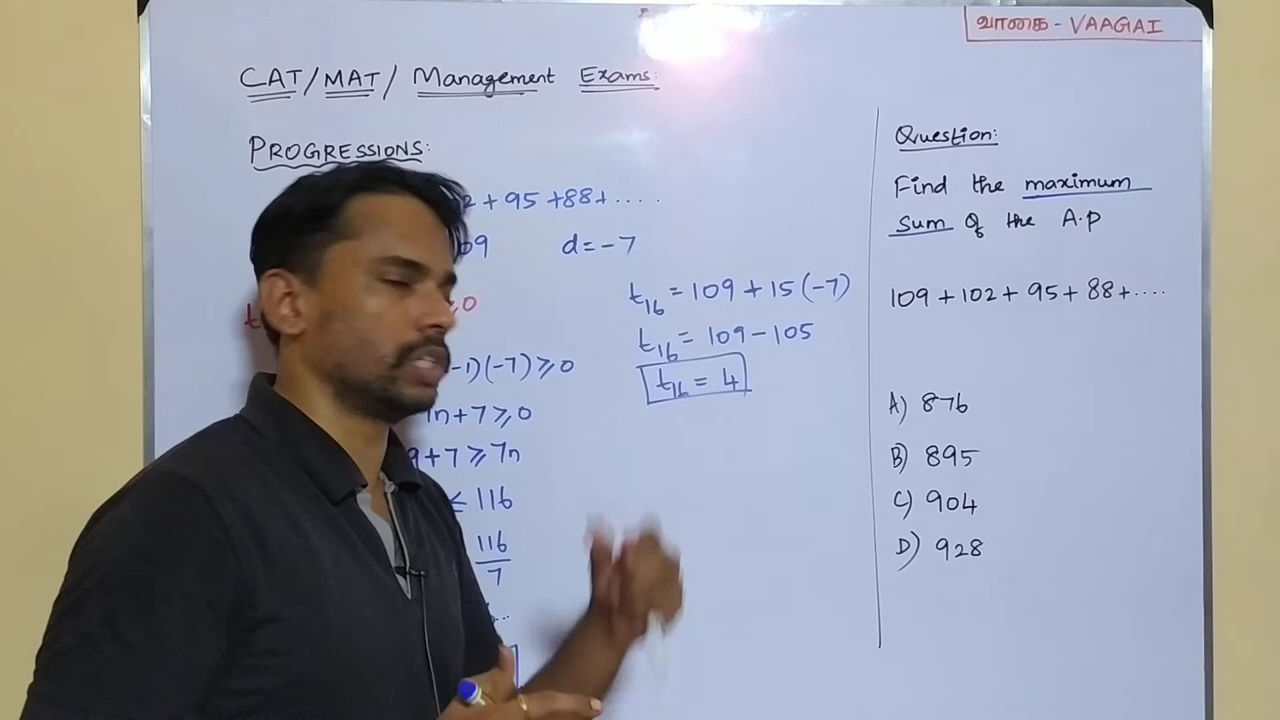 வாகை - VAAGAI
CAT/MAT/ Management Exams:
PROGRESSIONS:
2 + 95 + 88 + ....
09 d = -7
t ≥ 0
-1)(-7) ≥ 0
7n + 7 ≥ 0
9 + 7 ≥ 7n
≤ 116
116
7
t16 = 109 + 15(-7)
t16 = 109 - 105
t16 = 4
Question:
Find the maximum
Sum of the A.P
109 + 102 + 95 + 88 + ....
A) 876
B) 895
C) 904
D) 928